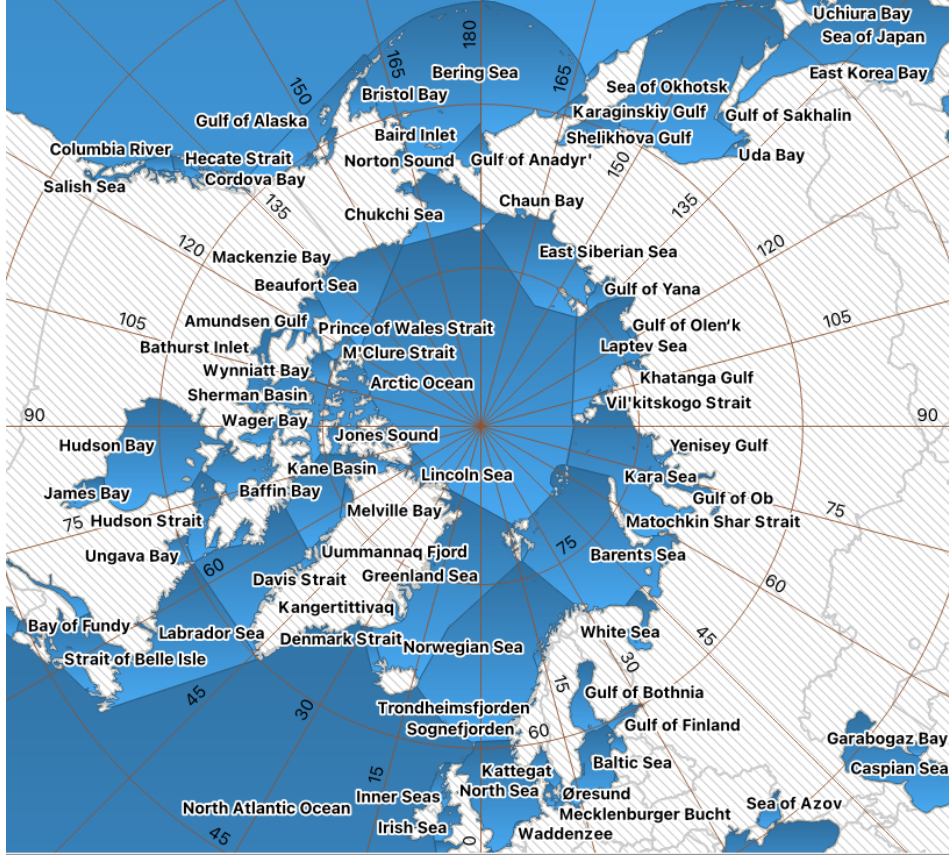 Uchiura Bay
180
Sea of Japan
165
165
Bering Sea
East Korea Bay
150
Bristol Bay
Sea of Okhotsk
Gulf of Alaska
Karaginskiy Gulf
Gulf of Sakhalin
Baird Inlet
Shelikhova Gulf
Columbia River
Hecate Strait
Norton Sound
Gulf of Anadyr'
150
Uda Bay
Salish Sea
Cordova Bay
135
Chaun Bay
135
Chukchi Sea
120
120
Mackenzie Bay
East Siberian Sea
Beaufort Sea
Gulf of Yana
105
Amundsen Gulf
Prince of Wales Strait
Gulf of Olen‘k
105
Bathurst Inlet
M'Clure Strait
Laptev Sea
Wynniatt Bay
Arctic Ocean
Khatanga Gulf
Sherman Basin
Vil'kitskogo Strait
90
Wager Bay
90
Jones Sound
Hudson Bay
Yenisey Gulf
Kane Basin
Lincoln Sea
Kara Sea
James Bay
Baffin Bay
Gulf of Ob
75
Hudson Strait
Melville Bay
Matochkin Shar Strait
75
Ungava Bay
60
Uummannaq Fjord
75
Barents Sea
Davis Strait
Greenland Sea
60
Kangertittivaq
Bay of Fundy
Labrador Sea
Denmark Strait
White Sea
45
Strait of Belle Isle
Norwegian Sea
30
45
15
Gulf of Bothnia
30
Trondheimsfjorden
Sognefjorden
60
Gulf of Finland
Garabogaz Bay
15
Kattegat
Baltic Sea
Caspian Sea
North Atlantic Ocean
Inner Seas
North Sea
Øresund
Sea of Azov
Mecklenburger Bucht
45
Irish Sea
0
Waddenzee